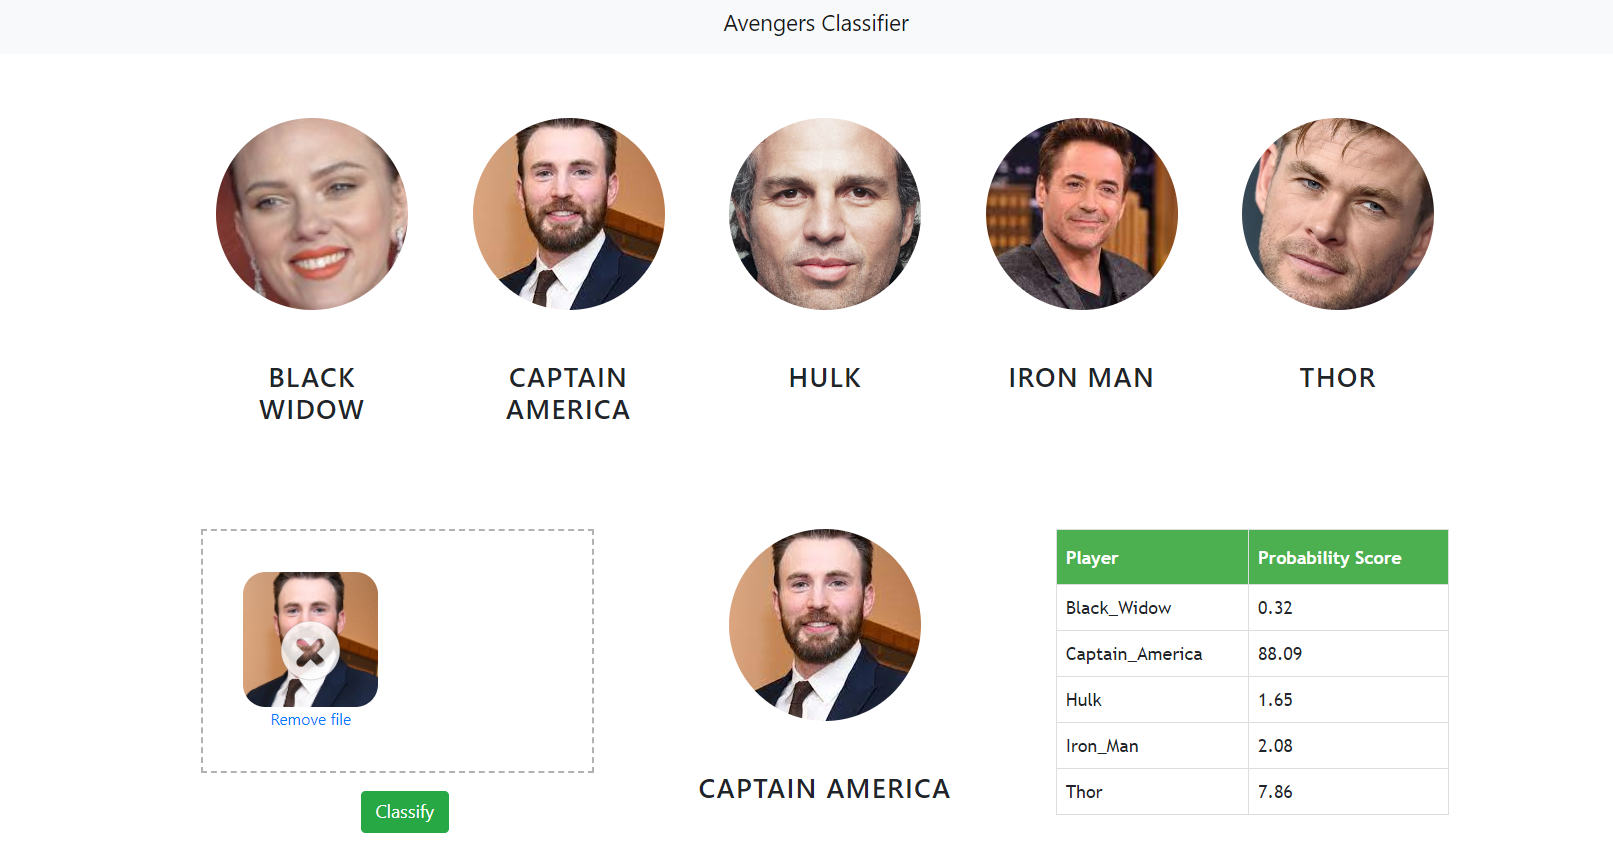 Avengers Classifier
BLACK
WIDOW
CAPTAIN
AMERICA
HULK
IRON MAN
THOR
Remove file
Classify
CAPTAIN AMERICA
Player Probability Score
Black_Widow 0.32
Captain_America 88.09
Hulk 1.65
Iron_Man 2.08
Thor 7.86